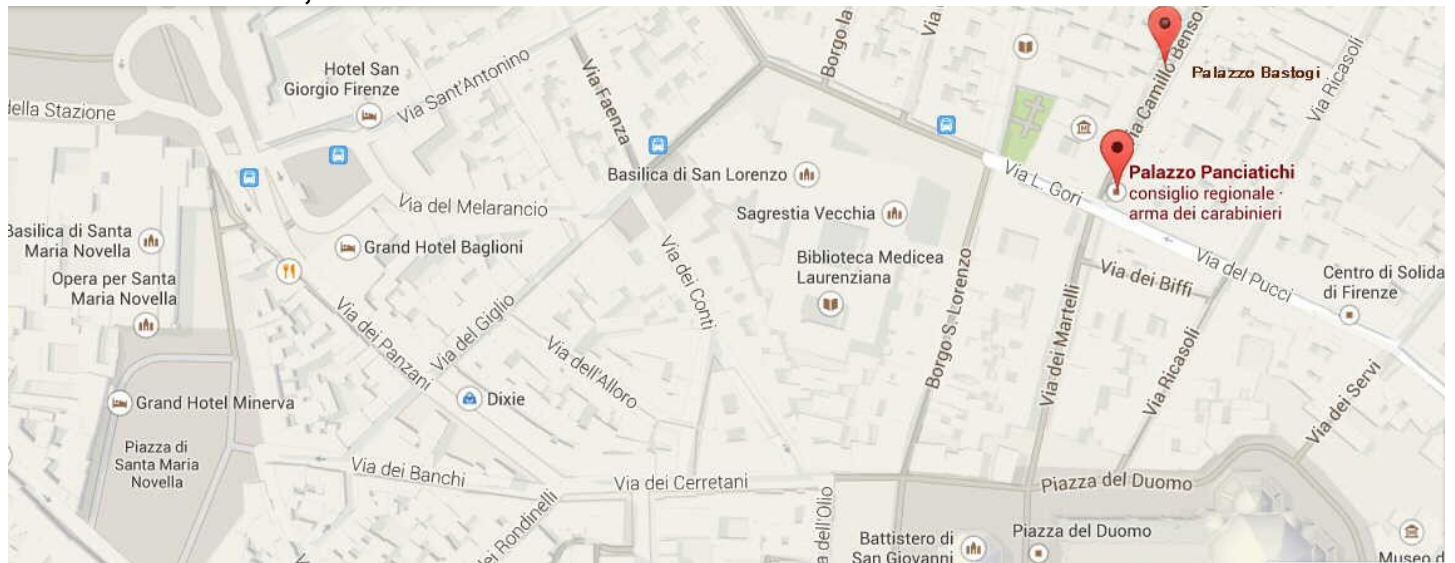 Hotel San
Giorgio Firenze
Via Sant'Antonino
Via Faenza
Borgo la
Via
Via Camillo Benso
Palazzo Bastogi
Via Ricasoli
della Stazione
Basilica di San Lorenzo
Via L. Gori
Palazzo Panciatichi
consiglio regionale ·
arma dei carabinieri
Via del Melarancio
Sagrestia Vecchia
Basilica di Santa
Maria Novella
Grand Hotel Baglioni
Opera per Santa
Maria Novella
Via dei Conti
Biblioteca Medicea
Laurenziana
Via dei Biffi
Via del Pucci
Centro di Solida
di Firenze
Via del Giglio
Via dei Panzani
Via dell'Alloro
Borgo S. Lorenzo
Via dei Martelli
Via Ricasoli
Via dei Servi
Grand Hotel Minerva
Dixie
Piazza di
Santa Maria
Novella
Via dei Banchi
Via dei Cerretani
Piazza del Duomo
ei Rondinelli
a dell'Olio
Battistero di
San Giovanni
Piazza del Duomo
Museo d